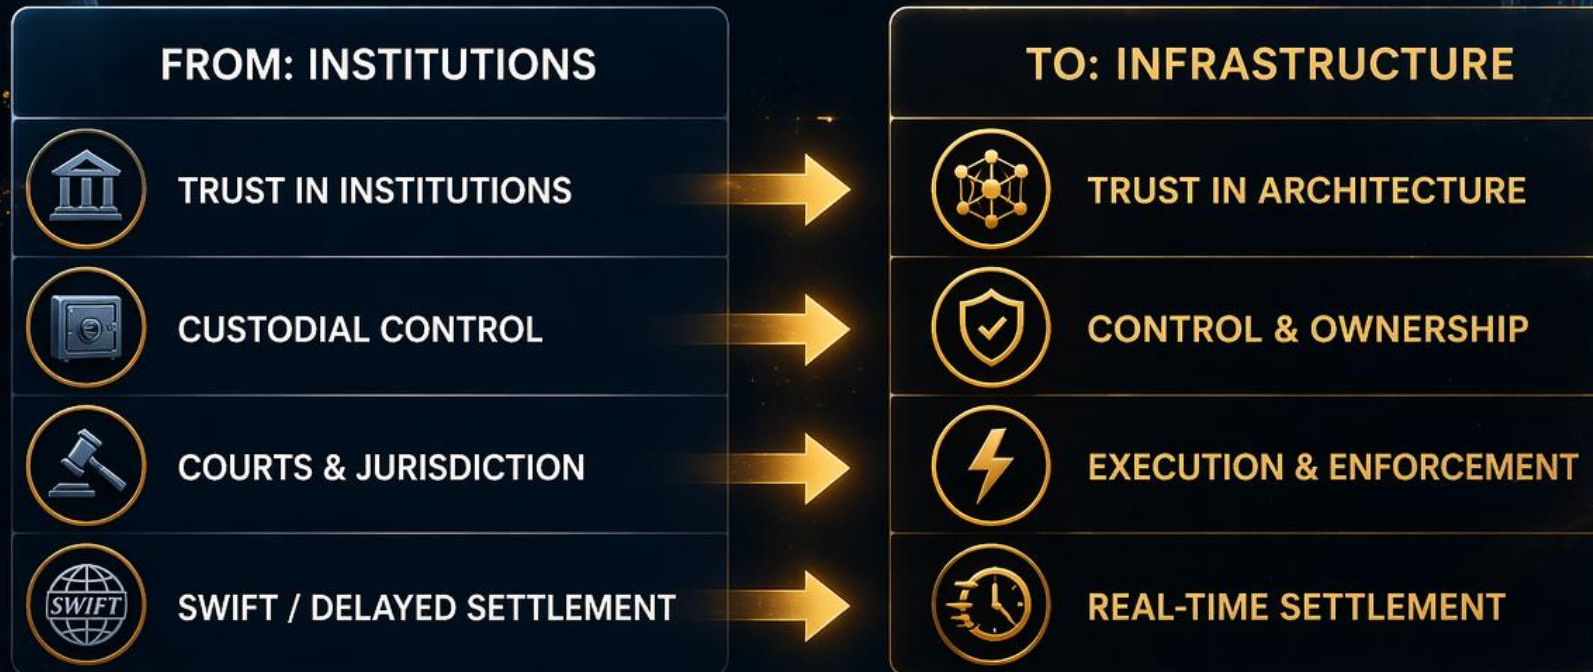 FROM: INSTITUTIONS
TO: INFRASTRUCTURE
TRUST IN INSTITUTIONS
TRUST IN ARCHITECTURE
CUSTODIAL CONTROL
CONTROL & OWNERSHIP
COURTS & JURISDICTION
EXECUTION & ENFORCEMENT
SWIFT
SWIFT / DELAYED SETTLEMENT
REAL-TIME SETTLEMENT